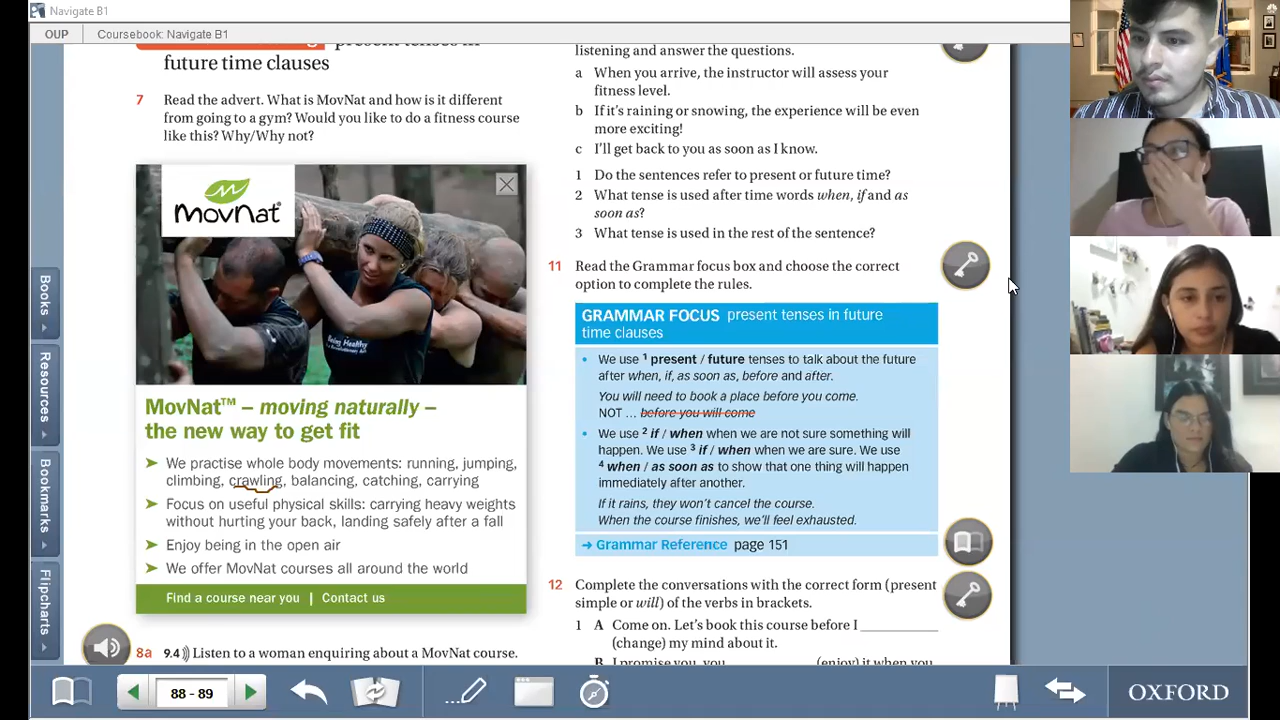 Navigate B1
OUP
Coursebook: Navigate B1
present tenses in
future time clauses
7 Read the advert. What is MovNat and how is it different
from going to a gym? Would you like to do a fitness course
like this? Why/Why not?
movnat
Being Healthy
MovNat™ – moving naturally –
the new way to get fit
We practise whole body movements: running, jumping,
climbing, crawling, balancing, catching, carrying
Focus on useful physical skills: carrying heavy weights
without hurting your back, landing safely after a fall
Enjoy being in the open air
We offer MovNat courses all around the world
Find a course near you | Contact us
8a 9.4 Listen to a woman enquiring about a MovNat course.
listening and answer the questions.
a When you arrive, the instructor will assess your
fitness level.
b If it's raining or snowing, the experience will be even
more exciting!
c I'll get back to you as soon as I know.
1 Do the sentences refer to present or future time?
2 What tense is used after time words when, if and as
soon as?
3 What tense is used in the rest of the sentence?
11 Read the Grammar focus box and choose the correct
option to complete the rules.
GRAMMAR FOCUS present tenses in future
time clauses
• We use ¹ present / future tenses to talk about the future
after when, if, as soon as, before and after.
You will need to book a place before you come.
NOT … before you will come
• We use ² if / when when we are not sure something will
happen. We use ³ if / when when we are sure. We use
⁴ when / as soon as to show that one thing will happen
immediately after another.
If it rains, they won't cancel the course.
When the course finishes, we'll feel exhausted.
→ Grammar Reference page 151
12 Complete the conversations with the correct form (present
simple or will) of the verbs in brackets.
1 A Come on. Let's book this course before I ________
(change) my mind about it.
B I promise you, you ________ (enjoy) it when you
Books
Resources
Bookmarks
Flipcharts
88 - 89
OXFORD